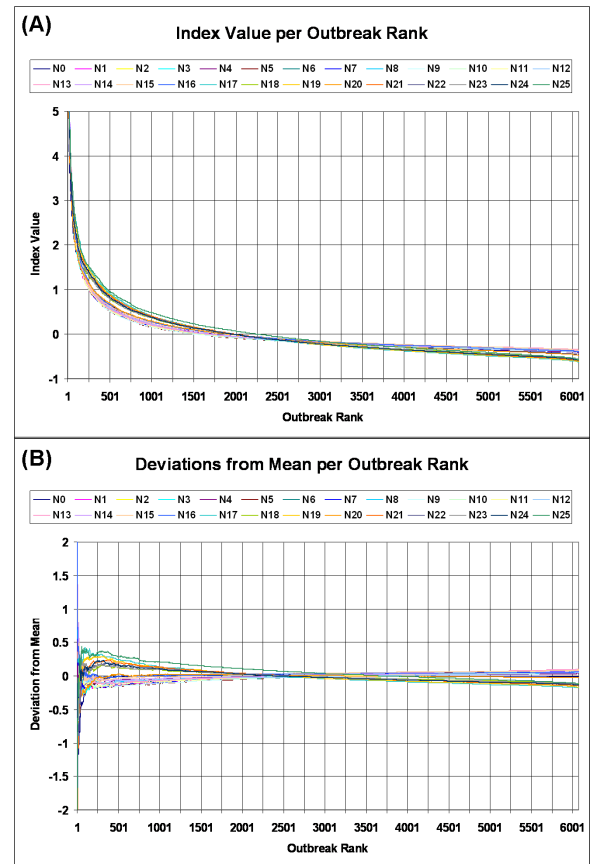 (A)
Index Value per Outbreak Rank
N0 N1 N2 N3 N4 N5 N6 N7 N8 N9 N10 N11 N12
N13 N14 N15 N16 N17 N18 N19 N20 N21 N22 N23 N24 N25
5
4
3
2
1
0
-1
Index Value
1 501 1001 1501 2001 2501 3001 3501 4001 4501 5001 5501 6001
Outbreak Rank
(B)
Deviations from Mean per Outbreak Rank
N0 N1 N2 N3 N4 N5 N6 N7 N8 N9 N10 N11 N12
N13 N14 N15 N16 N17 N18 N19 N20 N21 N22 N23 N24 N25
2
1.5
1
0.5
0
-0.5
-1
-1.5
-2
Deviation from Mean
1 501 1001 1501 2001 2501 3001 3501 4001 4501 5001 5501 6001
Outbreak Rank